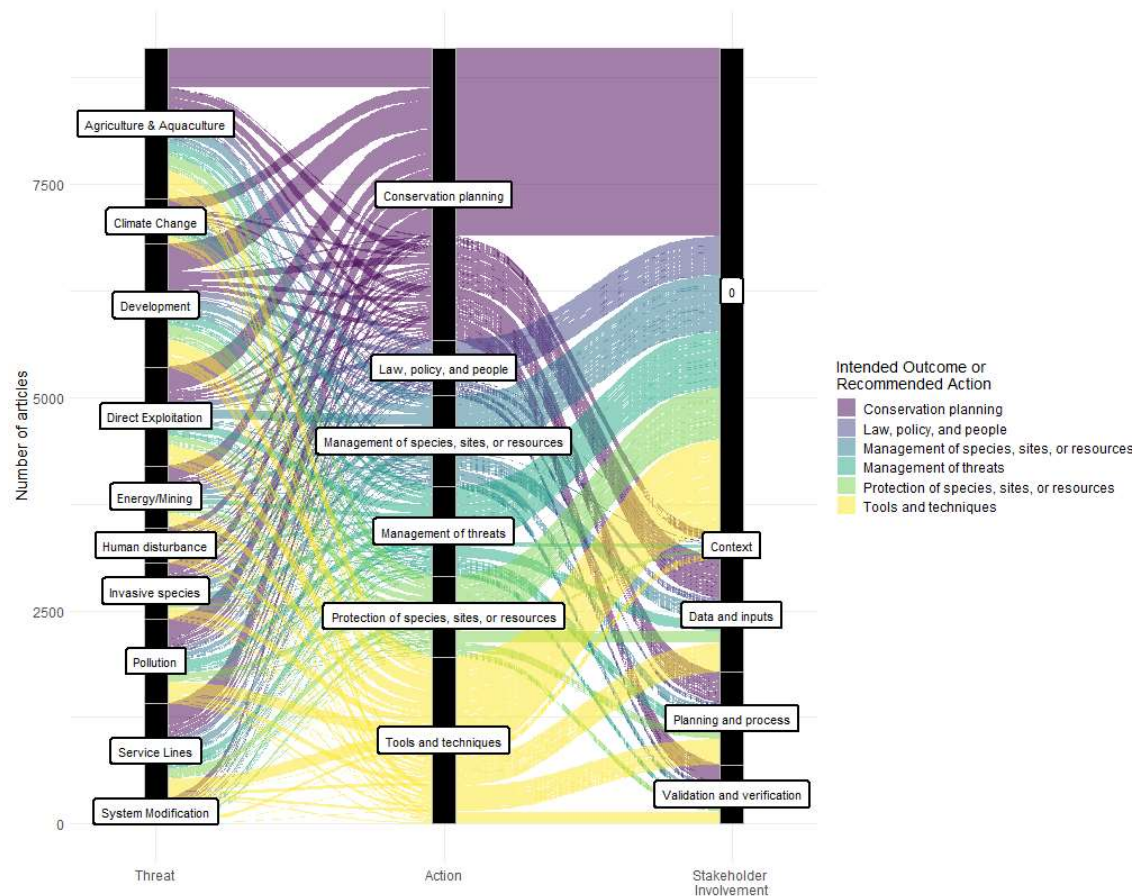 Number of articles
7500
5000
2500
0
Agriculture & Aquaculture
Climate Change
Development
Direct Exploitation
Energy/Mining
Human disturbance
Invasive species
Pollution
Service Lines
System Modification
Conservation planning
Law, policy, and people
Management of species, sites, or resources
Management of threats
Protection of species, sites, or resources
Tools and techniques
0
Context
Data and inputs
Planning and process
Validation and verification
Threat
Action
Stakeholder
Involvement
Intended Outcome or
Recommended Action
Conservation planning
Law, policy, and people
Management of species, sites, or resources
Management of threats
Protection of species, sites, or resources
Tools and techniques